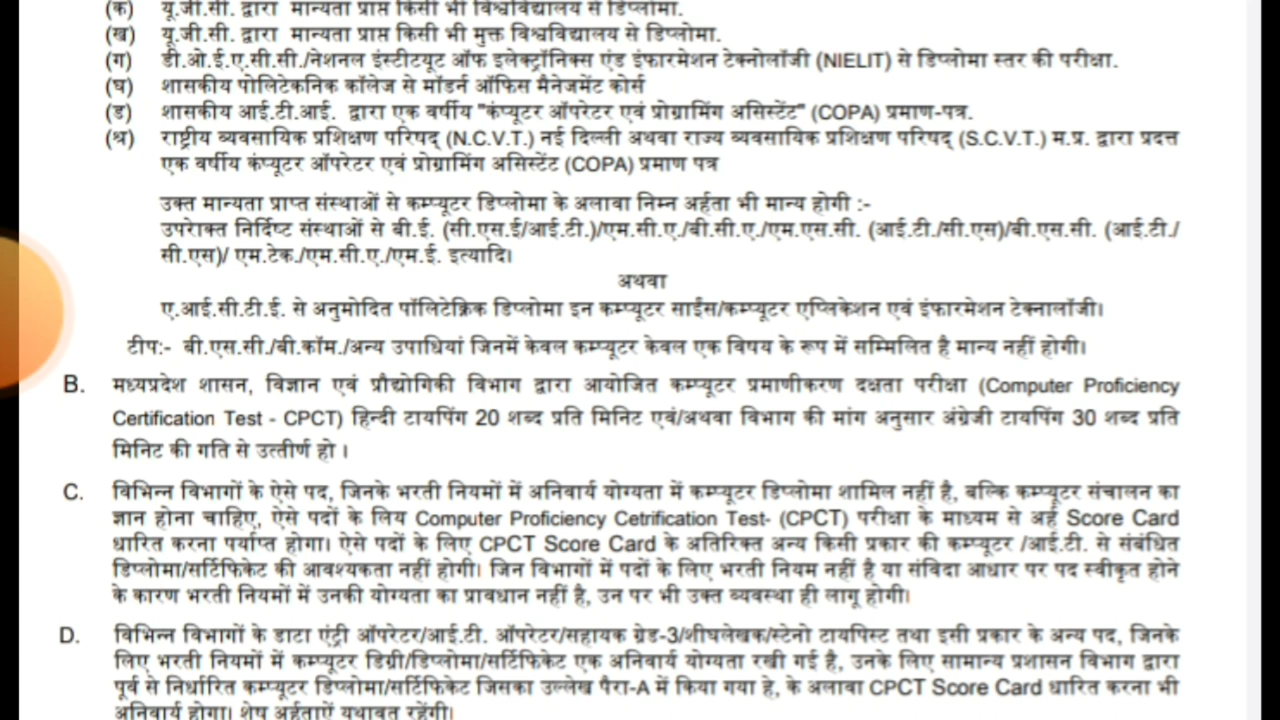 (क) यू.जी.सी. द्वारा मान्यता प्राप्त किसी भी विश्वविद्यालय से डिप्लोमा.
(ख) यू.जी.सी. द्वारा मान्यता प्राप्त किसी भी मुक्त विश्वविद्यालय से डिप्लोमा.
(ग) डी.ओ.ई.ए.सी.सी./नेशनल इंस्टीटयूट ऑफ इलेक्ट्रॉनिक्स एंड इंफारमेशन टेक्नोलॉजी (NIELIT) से डिप्लोमा स्तर की परीक्षा.
(घ) शासकीय पोलिटेकनिक कॉलेज से मॉडर्न ऑफिस मैनेजमेंट कोर्स
(ड) शासकीय आई.टी.आई. द्वारा एक वर्षीय "कंप्यूटर ऑपरेटर एवं प्रोग्रामिंग असिस्टेंट" (COPA) प्रमाण-पत्र.
(श्र) राष्ट्रीय व्यवसायिक प्रशिक्षण परिषद् (N.C.V.T.) नई दिल्ली अथवा राज्य व्यवसायिक प्रशिक्षण परिषद् (S.C.V.T.) म.प्र. द्वारा प्रदत्त
एक वर्षीय कंप्यूटर ऑपरेटर एवं प्रोग्रामिंग असिस्टेंट (COPA) प्रमाण पत्र
उक्त मान्यता प्राप्त संस्थाओं से कम्प्यूटर डिप्लोमा के अलावा निम्न अर्हता भी मान्य होगी :-
उपरेाक्त निर्दिष्ट संस्थाओं से बी.ई. (सी.एस.ई/आई.टी.)/एम.सी.ए./बी.सी.ए./एम.एस.सी. (आई.टी./सी.एस)/बी.एस.सी. (आई.टी./
सी.एस)/ एम.टेक./एम.सी.ए./एम.ई. इत्यादि।
अथवा
ए.आई.सी.टी.ई. से अनुमोदित पॉलिटेक्निक डिप्लोमा इन कम्प्यूटर साईंस/कम्प्यूटर एप्लिकेशन एवं इंफारमेशन टेक्नालॉजी।
टीप:- बी.एस.सी./बी.कॉम./अन्य उपाधियां जिनमें केवल कम्प्यूटर केवल एक विषय के रूप में सम्मिलित है मान्य नहीं होगी।
B. मध्यप्रदेश शासन, विज्ञान एवं प्रौद्योगिकी विभाग द्वारा आयोजित कम्प्यूटर प्रमाणीकरण दक्षता परीक्षा (Computer Proficiency
Certification Test - CPCT) हिन्दी टायपिंग 20 शब्द प्रति मिनिट एवं/अथवा विभाग की मांग अनुसार अंग्रेजी टायपिंग 30 शब्द प्रति
मिनिट की गति से उत्तीर्ण हो ।
C. विभिन्न विभागों के ऐसे पद, जिनके भरती नियमों में अनिवार्य योग्यता में कम्प्यूटर डिप्लोमा शामिल नहीं है, बल्कि कम्प्यूटर संचालन का
ज्ञान होना चाहिए, ऐसे पदों के लिय Computer Proficiency Cetrification Test- (CPCT) परीक्षा के माध्यम से अर्ह Score Card
धारित करना पर्याप्त होगा। ऐसे पदों के लिए CPCT Score Card के अतिरिक्त अन्य किसी प्रकार की कम्प्यूटर /आई.टी. से संबंधित
डिप्लोमा/सर्टिफिकेट की आवश्यकता नहीं होगी। जिन विभागों में पदों के लिए भरती नियम नहीं है या संविदा आधार पर पद स्वीकृत होने
के कारण भरती नियमों में उनकी योग्यता का प्रावधान नहीं है, उन पर भी उक्त व्यवस्था ही लागू होगी।
D. विभिन्न विभागों के डाटा एंट्री ऑपरेटर/आई.टी. ऑपरेटर/सहायक ग्रेड-3/शीघ्रलेखक/स्टेनो टायपिस्ट तथा इसी प्रकार के अन्य पद, जिनके
लिए भरती नियमों में कम्प्यूटर डिग्री/डिप्लोमा/सर्टिफिकेट एक अनिवार्य योग्यता रखी गई है, उनके लिए सामान्य प्रशासन विभाग द्वारा
पूर्व से निर्धारित कम्प्यूटर डिप्लोमा/सर्टिफिकेट जिसका उल्लेख पैरा-A में किया गया हे, के अलावा CPCT Score Card धारित करना भी
अनिवार्य होगा। शेष अर्हताऐं यथावत रहेंगी।